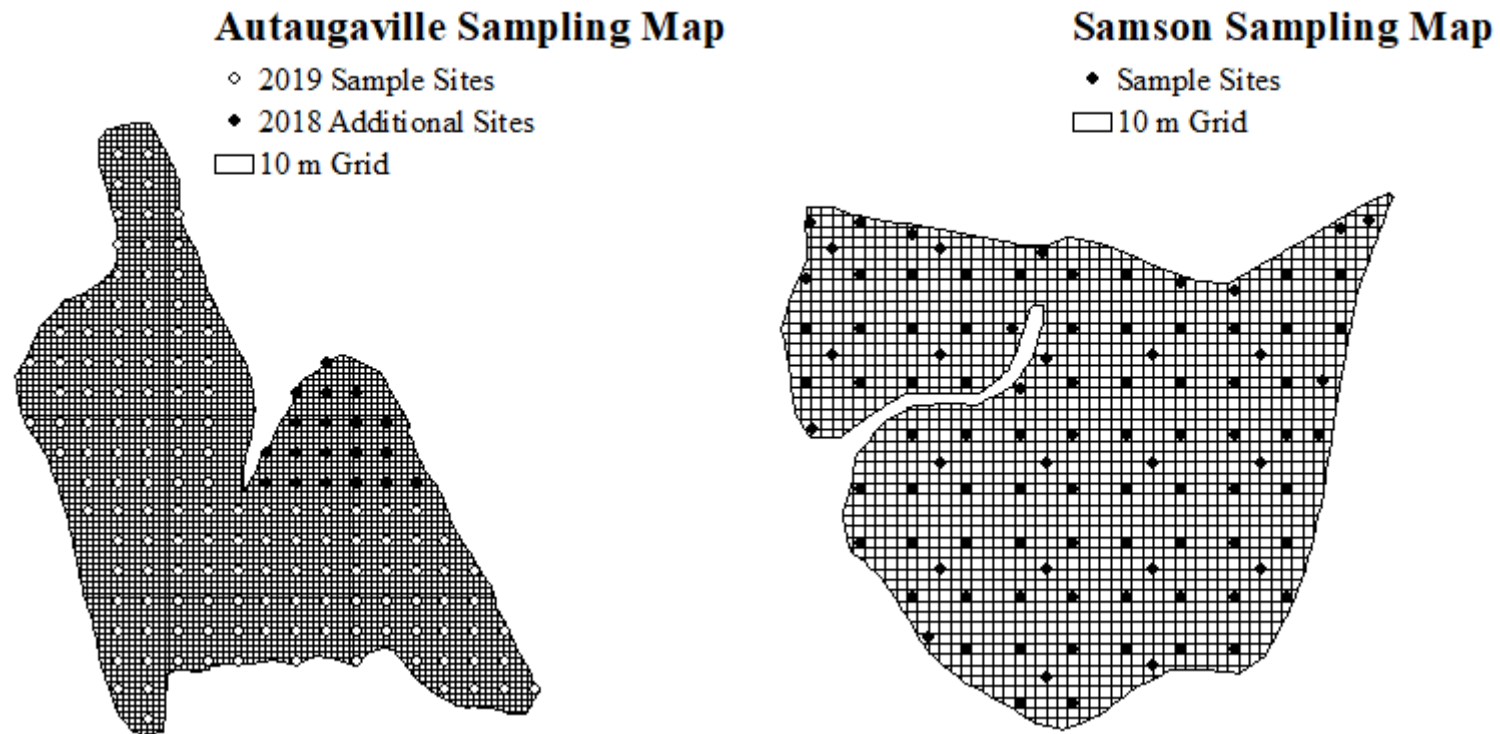 Autaugaville Sampling Map
2019 Sample Sites
2018 Additional Sites
10 m Grid
Samson Sampling Map
Sample Sites
10 m Grid